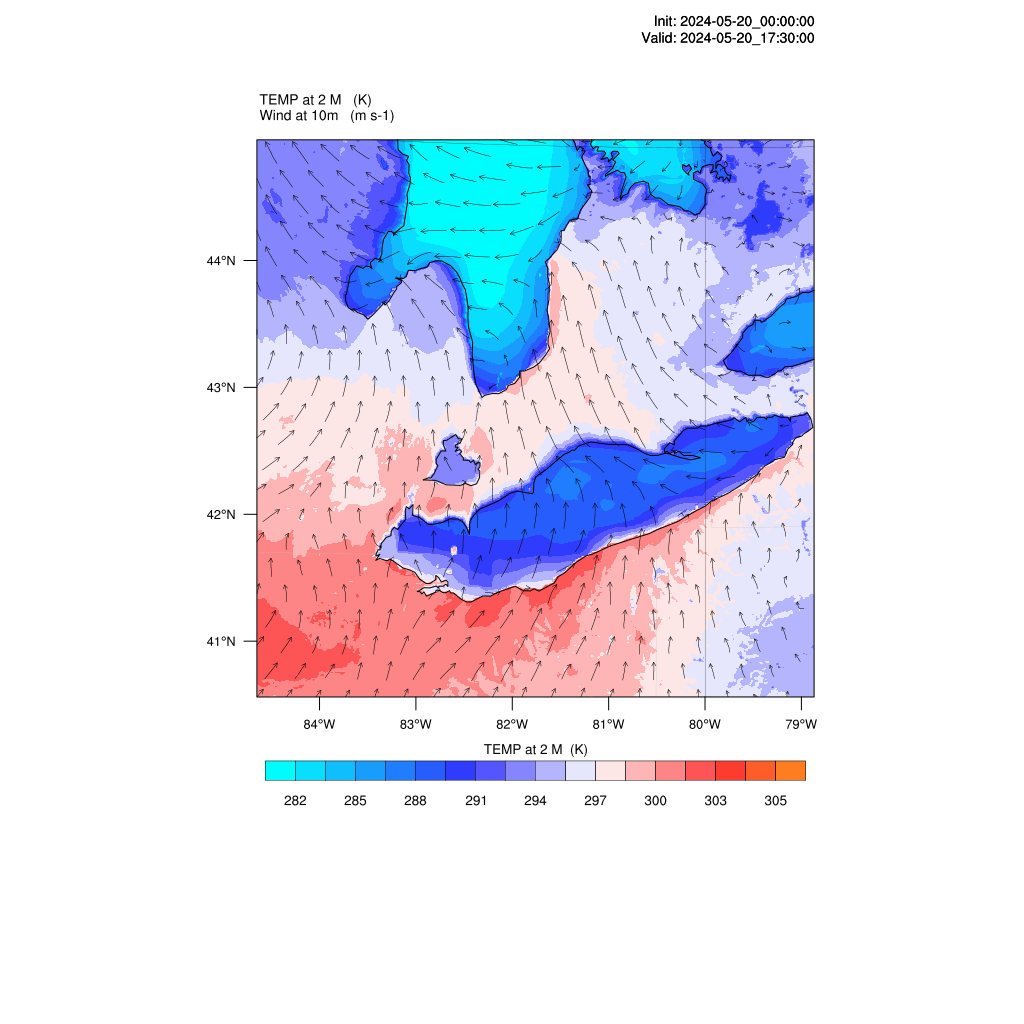 Init: 2024-05-20_00:00:00
Valid: 2024-05-20_17:30:00
TEMP at 2 M (K)
Wind at 10m (m s-1)
44°N
43°N
42°N
41°N
84°W 83°W 82°W 81°W 80°W 79°W
TEMP at 2 M (K)
282 285 288 291 294 297 300 303 305